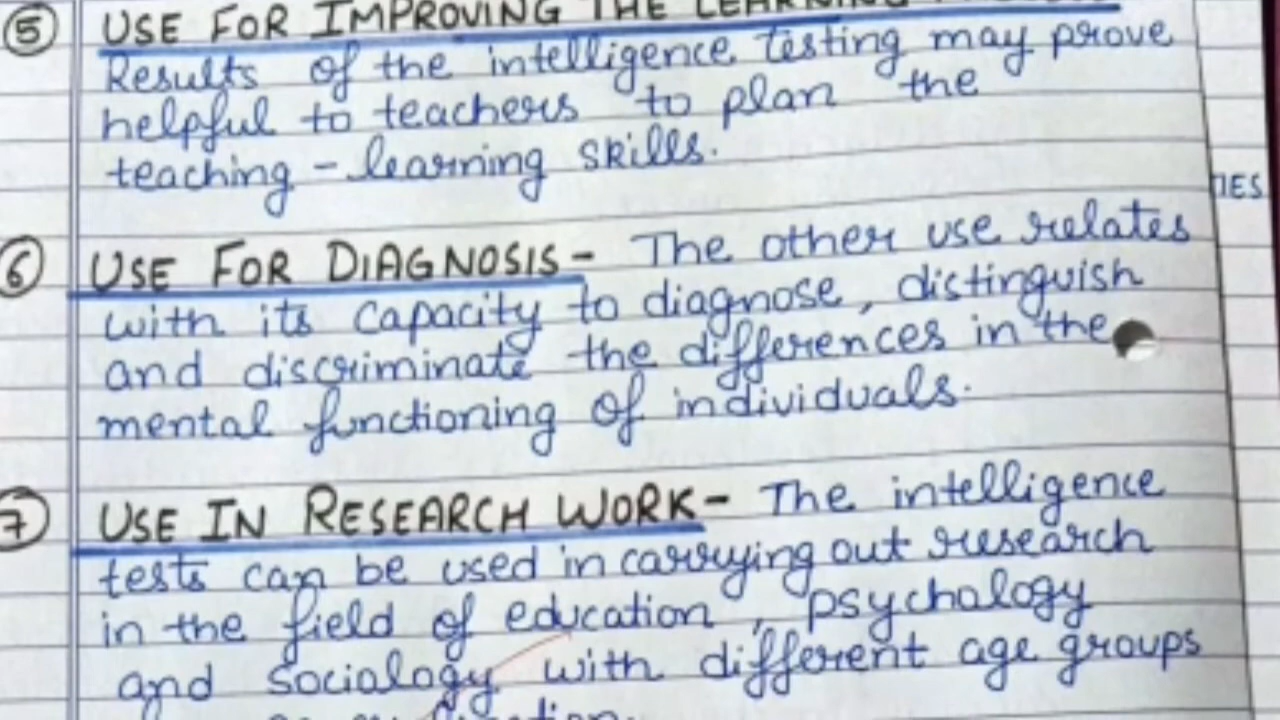 ⑤ USE FOR IMPROVING THE LEARNING
Results of the intelligence testing may prove
helpful to teachers to plan the
teaching - learning skills.
IES
⑥ USE FOR DIAGNOSIS - The other use relates
with its capacity to diagnose, distinguish
and discriminate the differences in the
mental functioning of individuals.
⑦ USE IN RESEARCH WORK - The intelligence
tests can be used in carrying out research
in the field of education, psychology
and sociology with different age groups